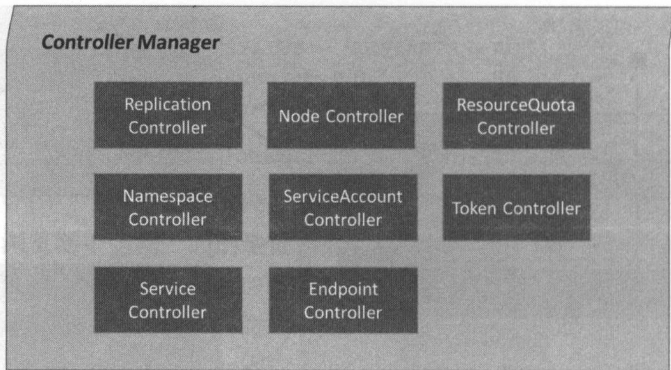 Controller Manager
Replication
Controller
Node Controller
ResourceQuota
Controller
Namespace
Controller
ServiceAccount
Controller
Token Controller
Service
Controller
Endpoint
Controller